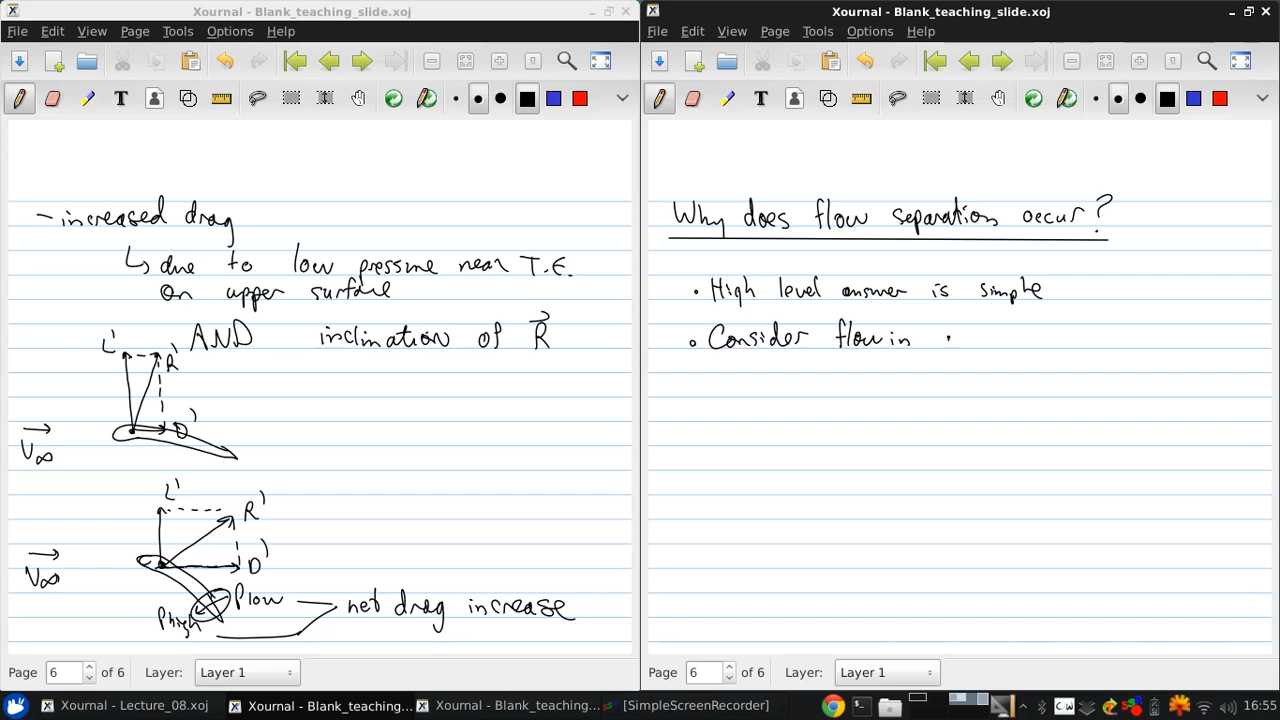 Xournal - Blank_teaching_slide.xoj
File Edit View Page Tools Options Help
- increased drag
↳ due to low pressure near T.E.
on upper surface
AND inclination of R
L' R'
D'
V∞
L'
R'
D'
V∞
Plow
Phigh
net drag increase
Page 6 of 6 Layer: Layer 1
Xournal - Blank_teaching_slide.xoj
File Edit View Page Tools Options Help
Why does flow separation occur?
• High level answer is simple
• Consider flow in
Page 6 of 6 Layer: Layer 1
Xournal - Lecture_08.xoj
Xournal - Blank_teaching...
Xournal - Blank_teaching...
[SimpleScreenRecorder]
16:55